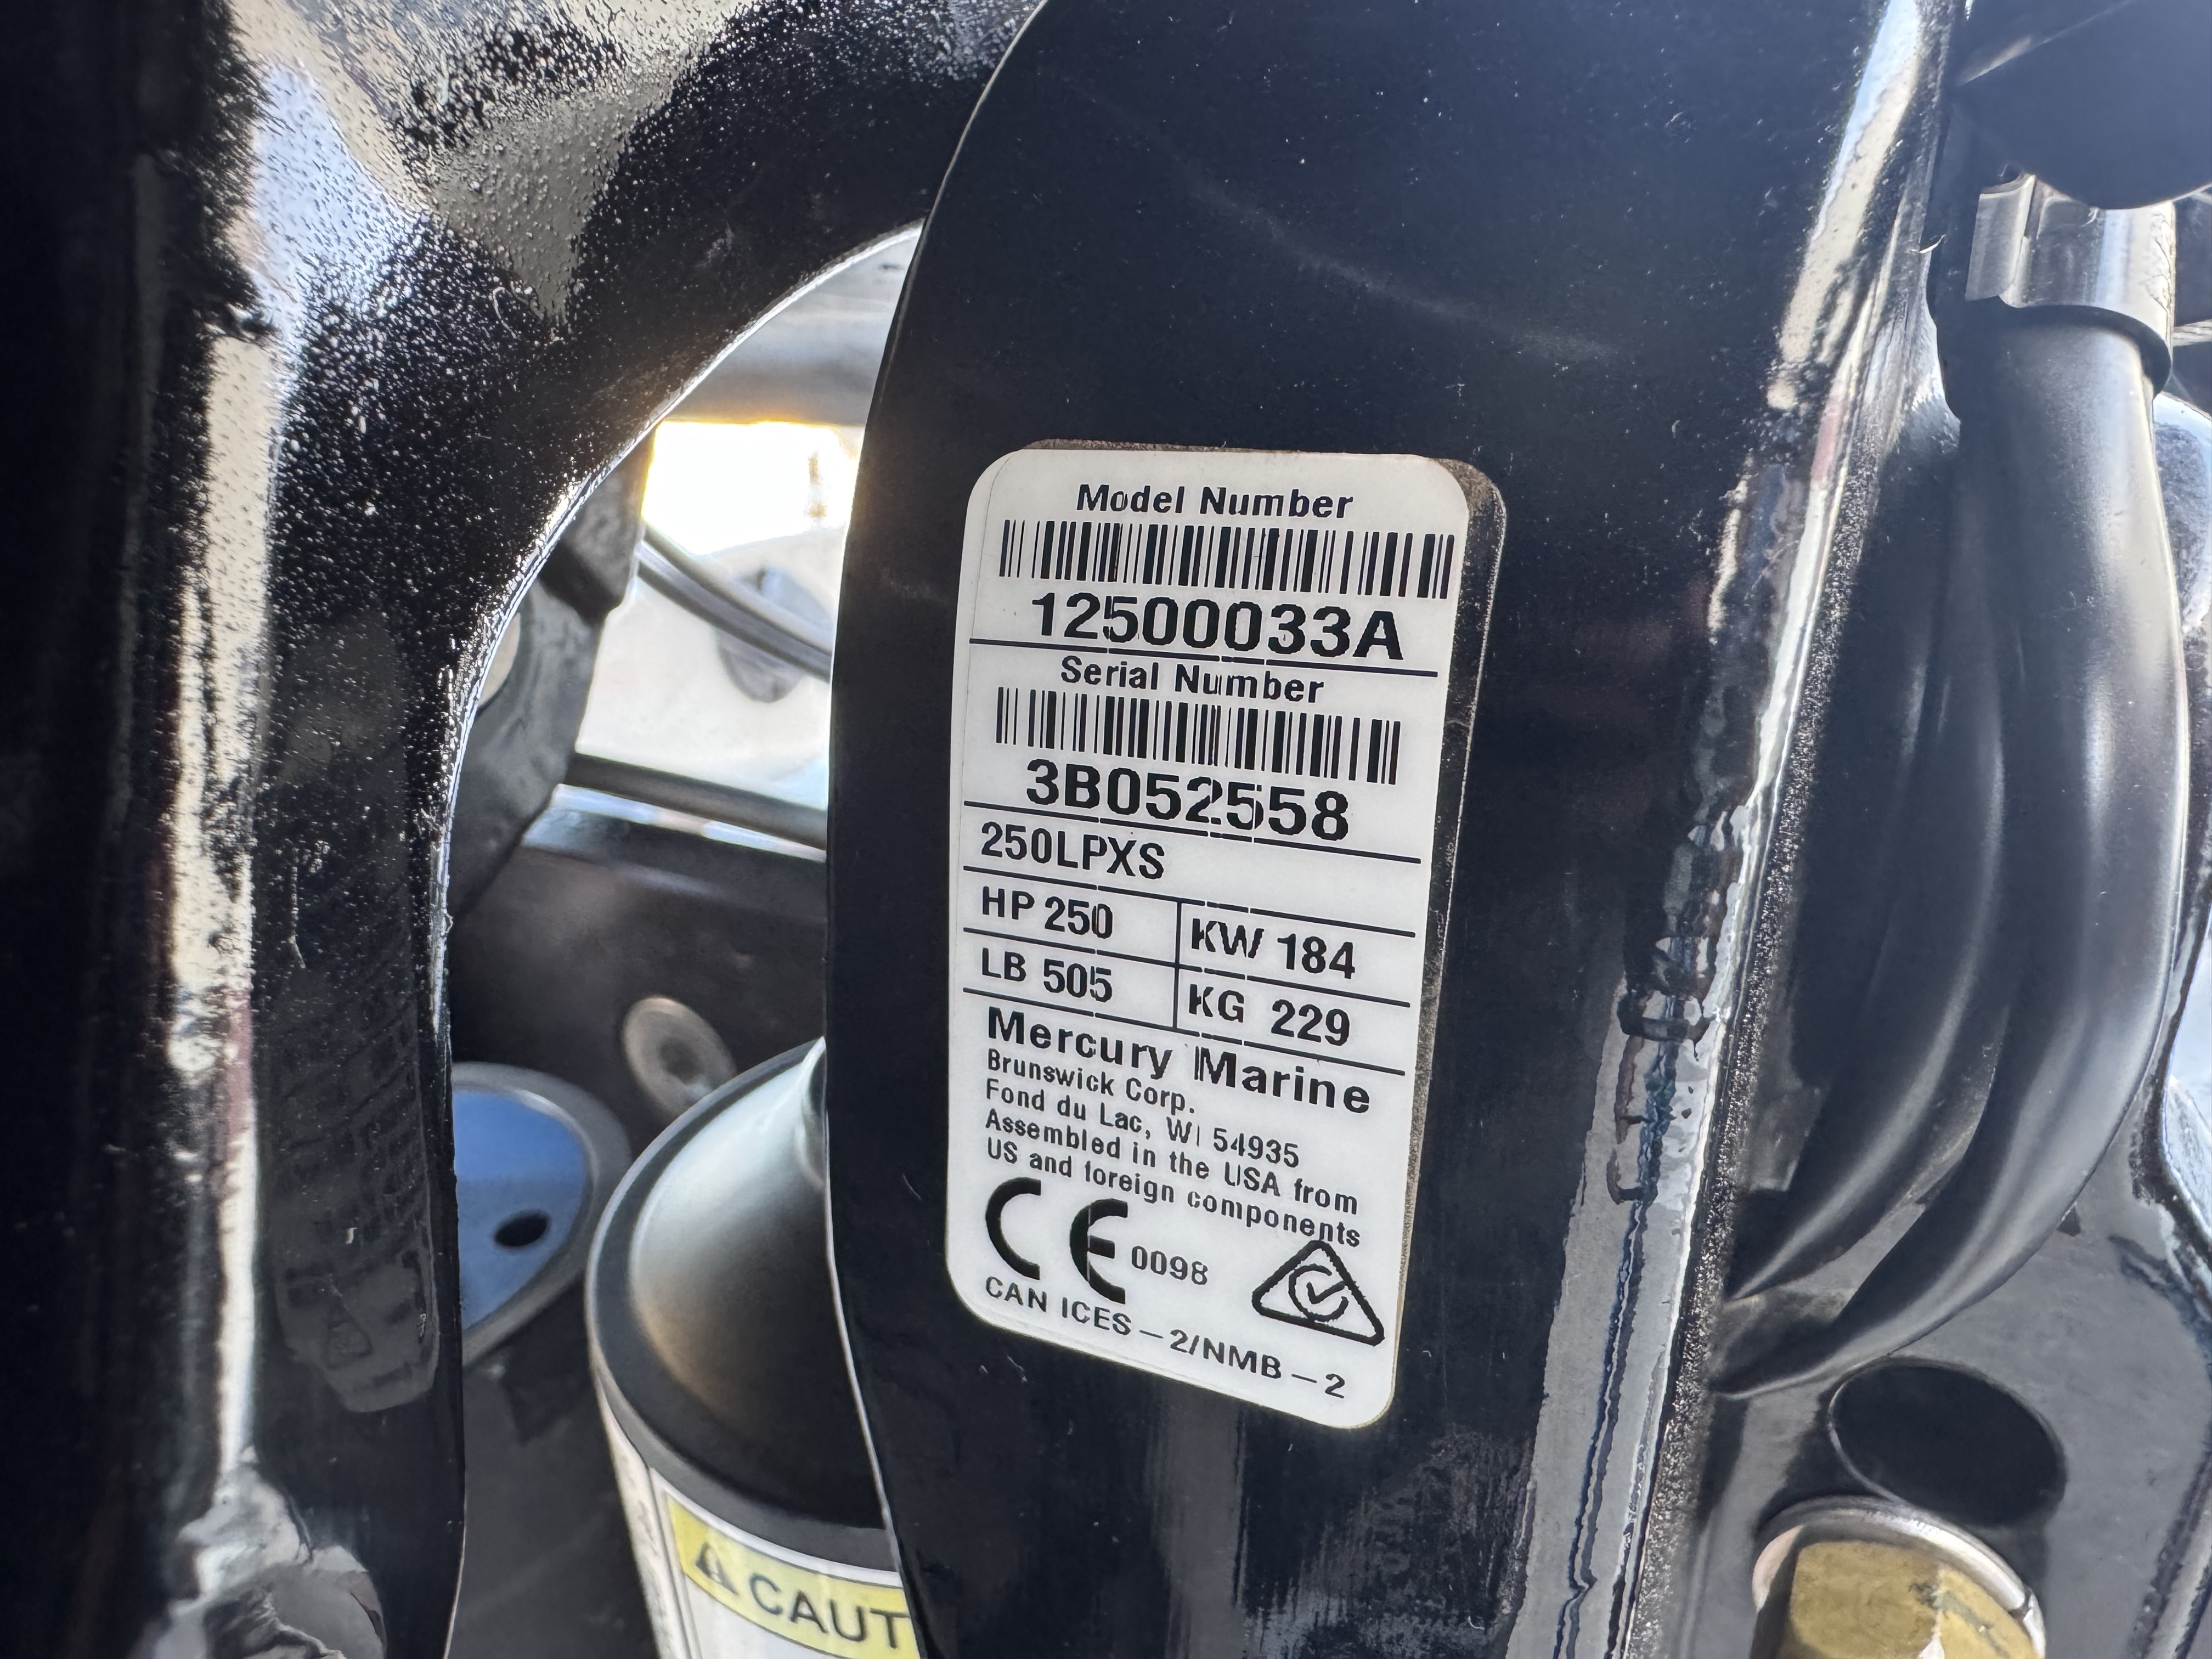 Model Number
12500033A
Serial Number
3B052558
250LPXS
HP 250 KW 184
LB 505 KG 229
Mercury Marine
Brunswick Corp.
Fond du Lac, WI 54935
Assembled in the USA from
US and foreign components
CE 0098
CAN ICES-2/NMB-2
CAUT